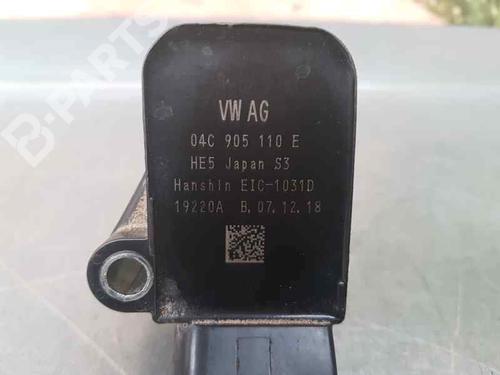 VW AG
04C 905 110 E
HE5 Japan S3
Hanshin EIC-1031D
19220A B, 07, 12, 18
B-PARTS